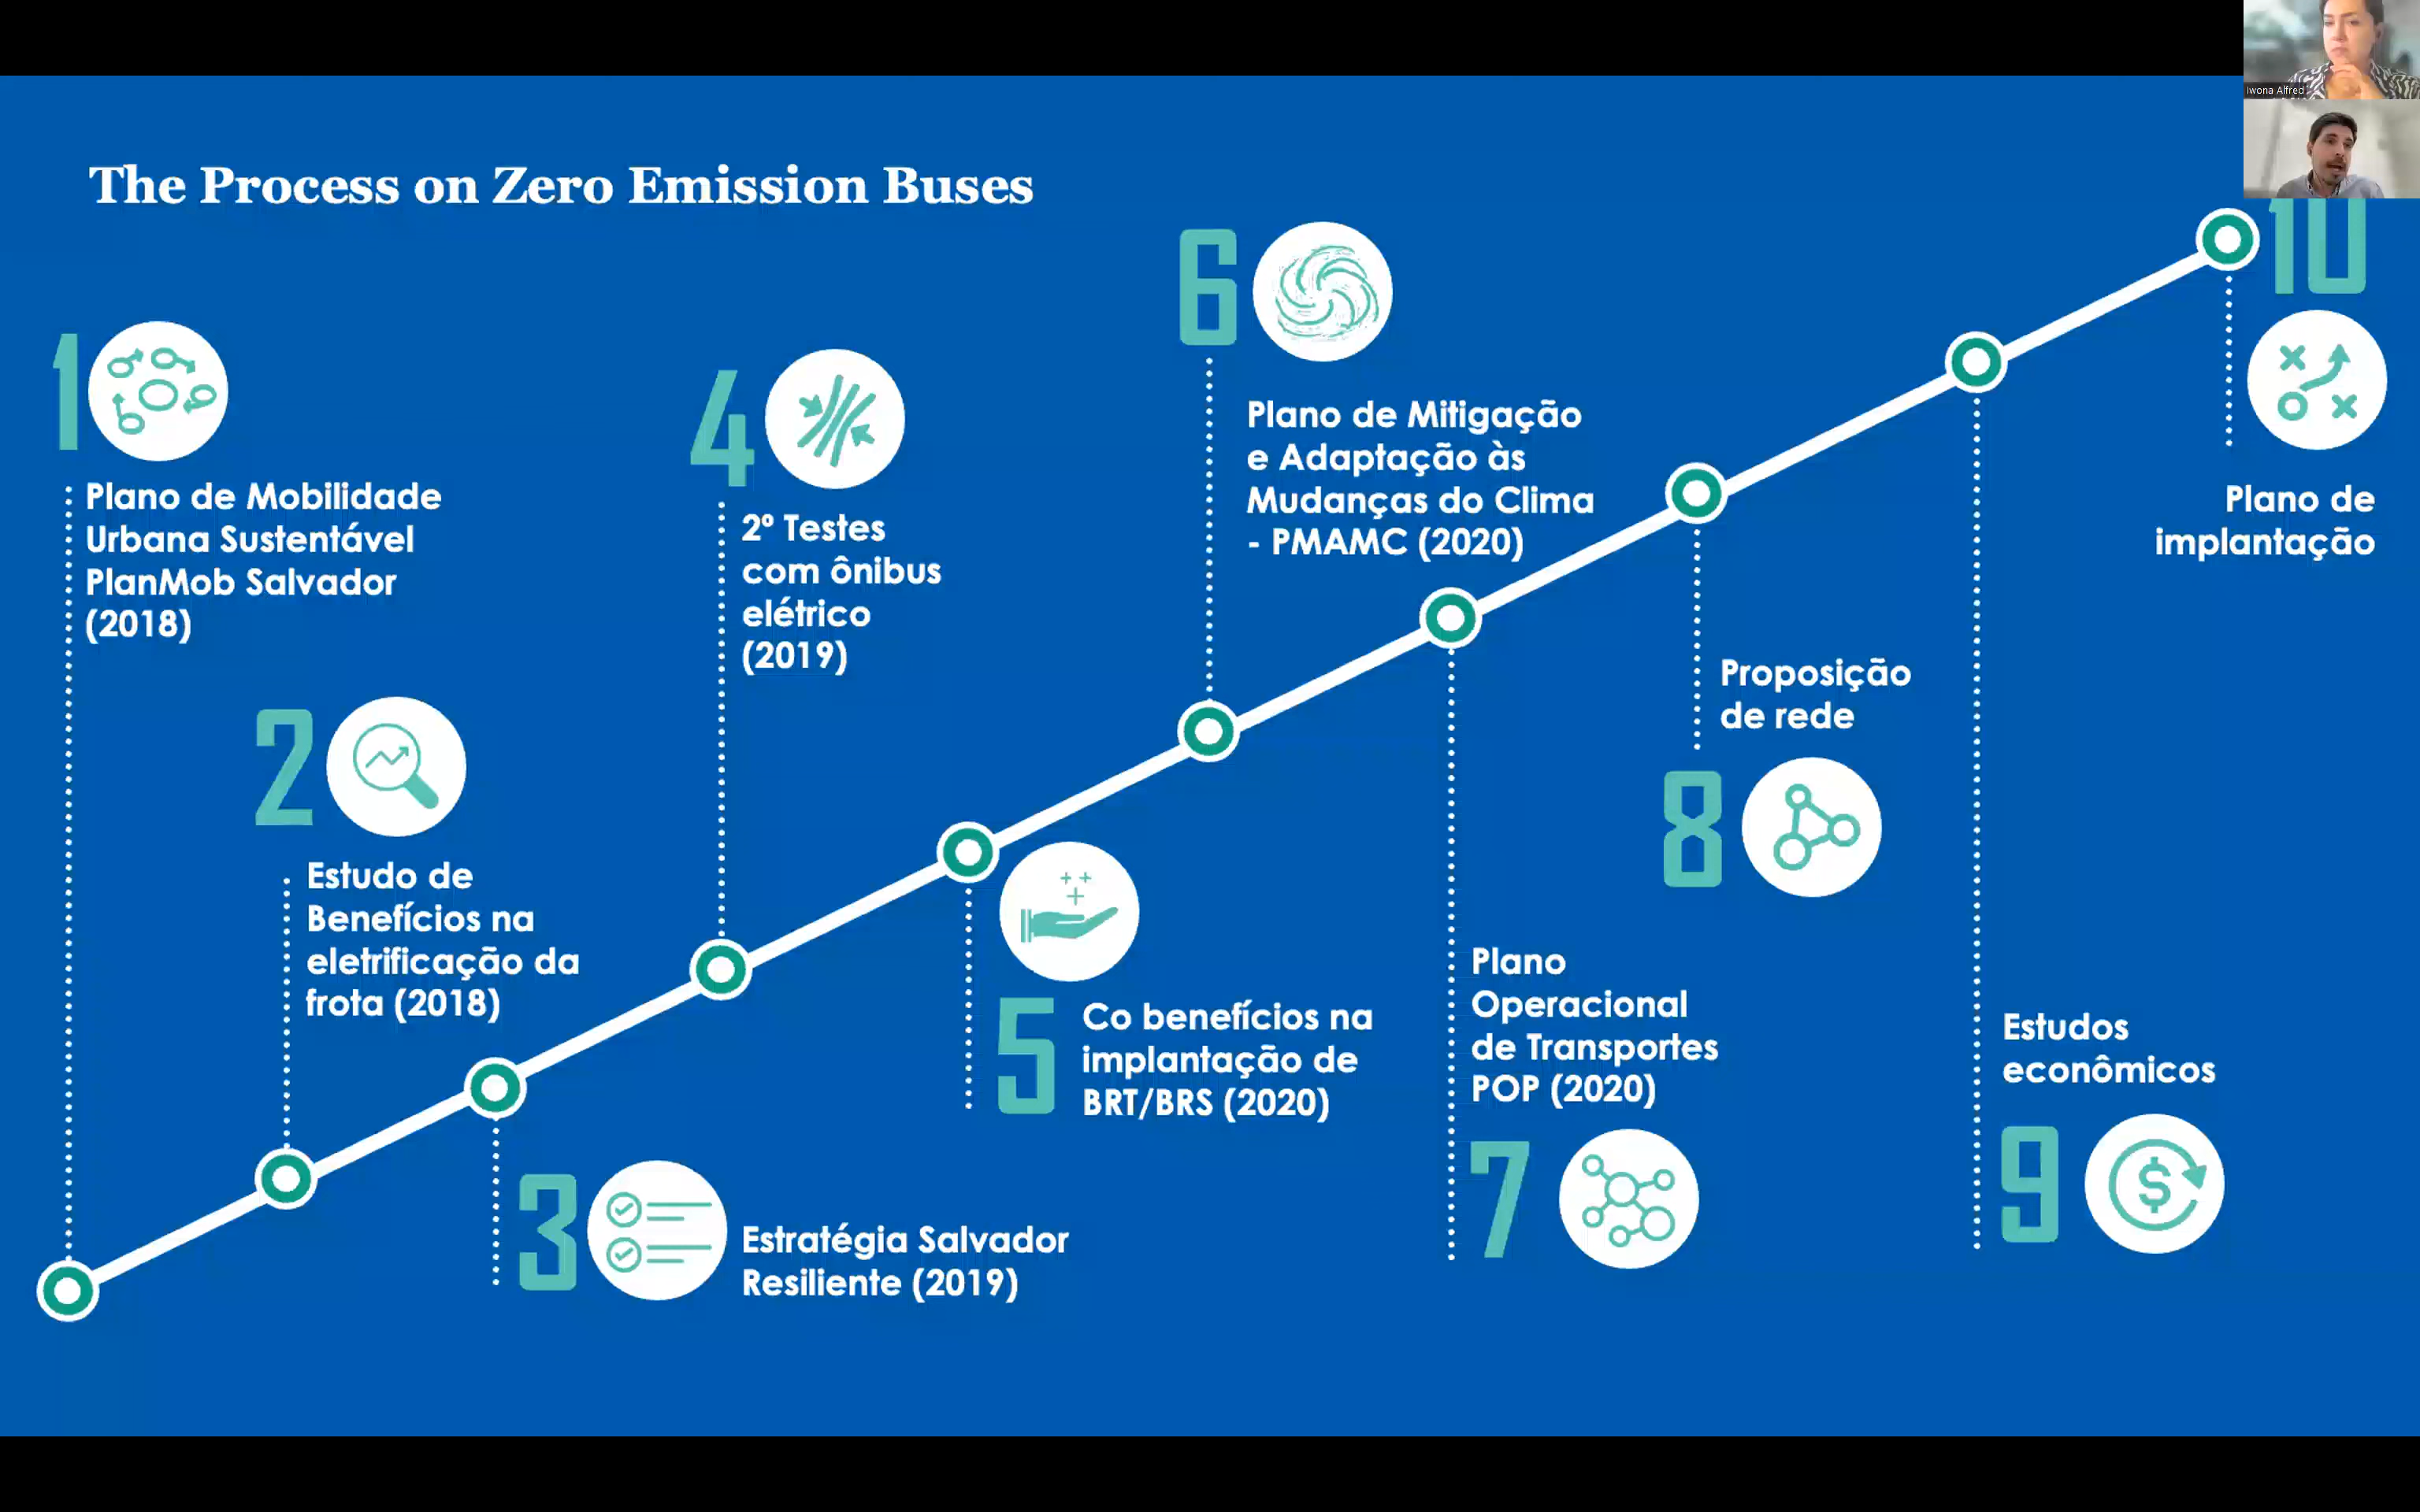 iwona Alfred
The Process on Zero Emission Buses
1
Plano de Mobilidade
Urbana Sustentável
PlanMob Salvador
(2018)
2
Estudo de
Benefícios na
eletrificação da
frota (2018)
3
Estratégia Salvador
Resiliente (2019)
4
2º Testes
com ônibus
elétrico
(2019)
5
Co benefícios na
implantação de
BRT/BRS (2020)
6
Plano de Mitigação
e Adaptação às
Mudanças do Clima
- PMAMC (2020)
Plano
Operacional
de Transportes
POP (2020)
7
Proposição
de rede
8
Estudos
econômicos
9
$
10
Plano de
implantação